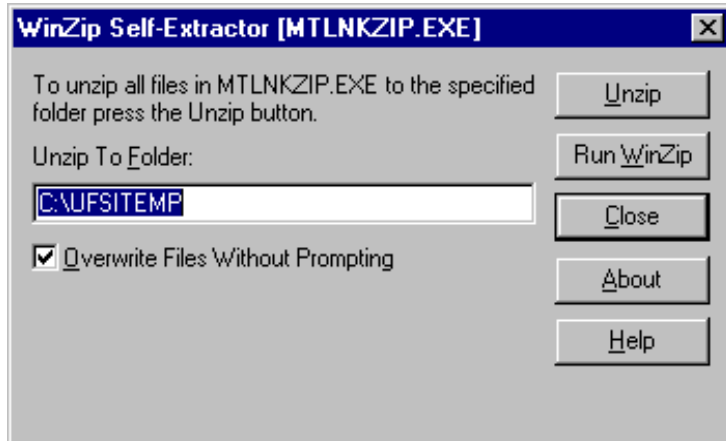 WinZip Self-Extractor [MTLNKZIP.EXE]
To unzip all files in MTLNKZIP.EXE to the specified
folder press the Unzip button.
Unzip To Folder:
C:\UFSITEMP
Overwrite Files Without Prompting
Unzip
Run WinZip
Close
About
Help